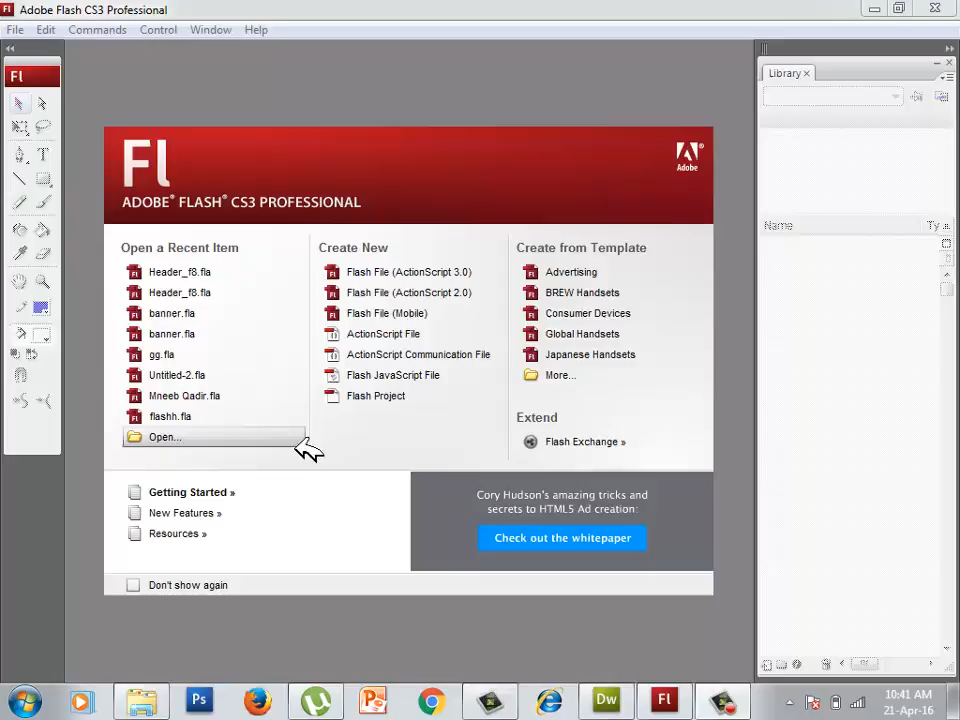 Fl Adobe Flash CS3 Professional
File Edit Commands Control Window Help
Fl
Library ×
Name Ty
Fl
Adobe
ADOBE® FLASH® CS3 PROFESSIONAL
Open a Recent Item
Header_f8.fla
Header_f8.fla
banner.fla
banner.fla
gg.fla
Untitled-2.fla
Mneeb Qadir.fla
flashh.fla
Open...
Create New
Flash File (ActionScript 3.0)
Flash File (ActionScript 2.0)
Flash File (Mobile)
ActionScript File
ActionScript Communication File
Flash JavaScript File
Flash Project
Create from Template
Advertising
BREW Handsets
Consumer Devices
Global Handsets
Japanese Handsets
More...
Extend
Flash Exchange »
Getting Started »
New Features »
Resources »
Cory Hudson's amazing tricks and
secrets to HTML5 Ad creation:
Check out the whitepaper
Don't show again
Ps
Dw
Fl
10:41 AM
21-Apr-16